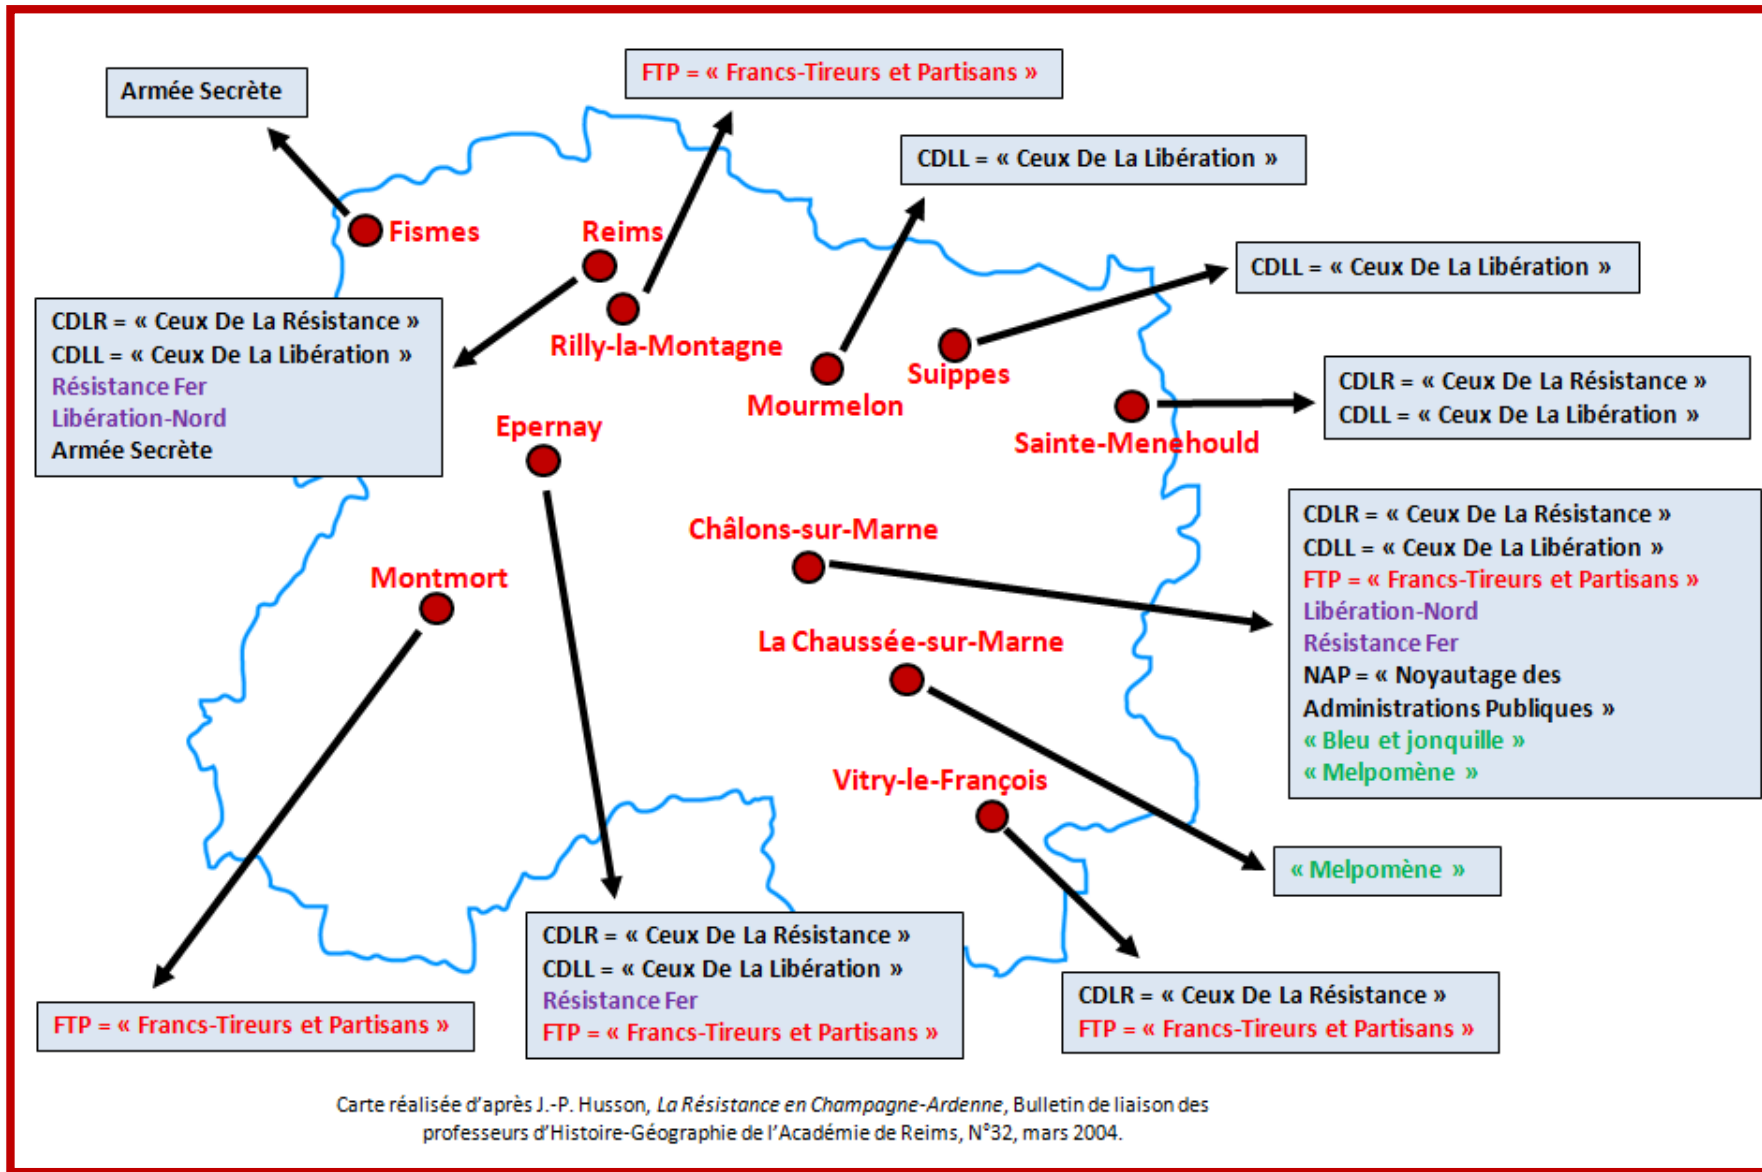 FTP = « Francs-Tireurs et Partisans »
Armée Secrète
CDLL = « Ceux De La Libération »
Fismes
Reims
CDLL = « Ceux De La Libération »
CDLR = « Ceux De La Résistance »
CDLL = « Ceux De La Libération »
Résistance Fer
Libération-Nord
Armée Secrète
Rilly-la-Montagne
Mourmelon
Suippes
CDLR = « Ceux De La Résistance »
CDLL = « Ceux De La Libération »
Sainte-Menehould
Epernay
Châlons-sur-Marne
CDLR = « Ceux De La Résistance »
CDLL = « Ceux De La Libération »
FTP = « Francs-Tireurs et Partisans »
Libération-Nord
Résistance Fer
NAP = « Noyautage des
Administrations Publiques »
« Bleu et jonquille »
« Melpomène »
Montmort
La Chaussée-sur-Marne
Vitry-le-François
« Melpomène »
CDLR = « Ceux De La Résistance »
CDLL = « Ceux De La Libération »
Résistance Fer
FTP = « Francs-Tireurs et Partisans »
CDLR = « Ceux De La Résistance »
FTP = « Francs-Tireurs et Partisans »
FTP = « Francs-Tireurs et Partisans »
Carte réalisée d'après J.-P. Husson, La Résistance en Champagne-Ardenne, Bulletin de liaison des
professeurs d'Histoire-Géographie de l'Académie de Reims, N°32, mars 2004.